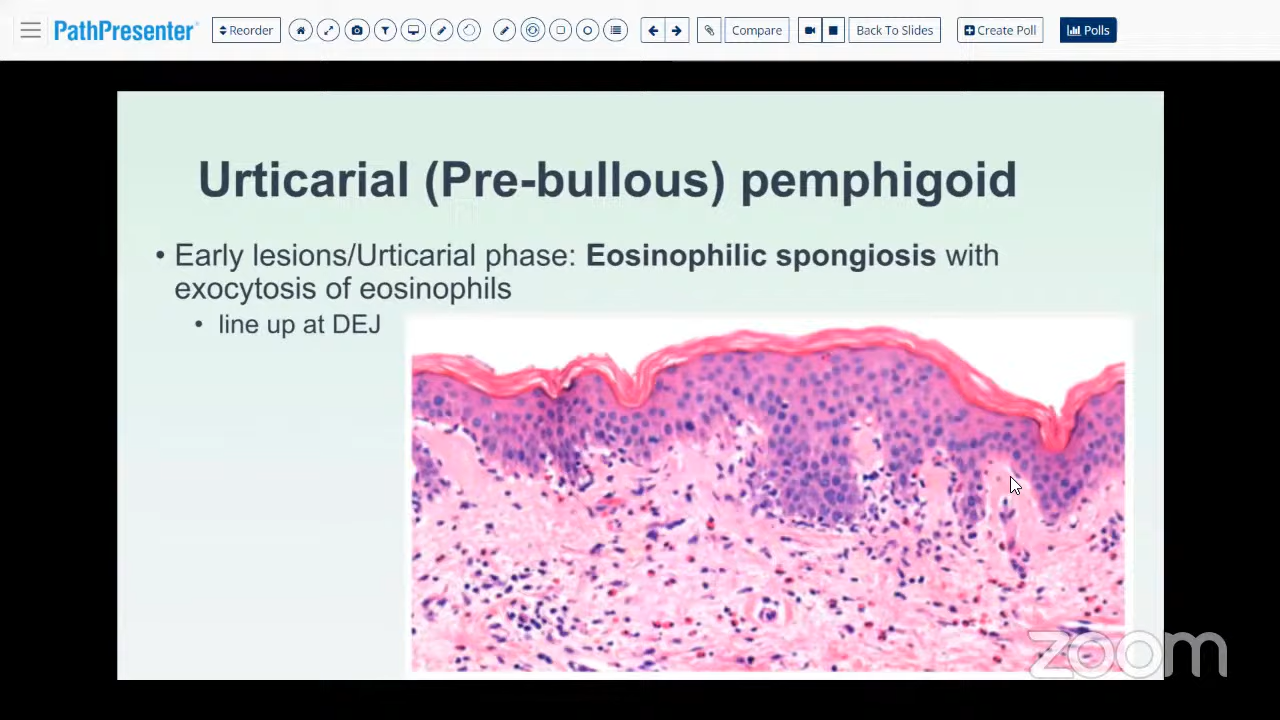 PathPresenter
Reorder
Compare
Back To Slides
Create Poll
Polls
Urticarial (Pre-bullous) pemphigoid
• Early lesions/Urticarial phase: Eosinophilic spongiosis with
exocytosis of eosinophils
• line up at DEJ
zoom